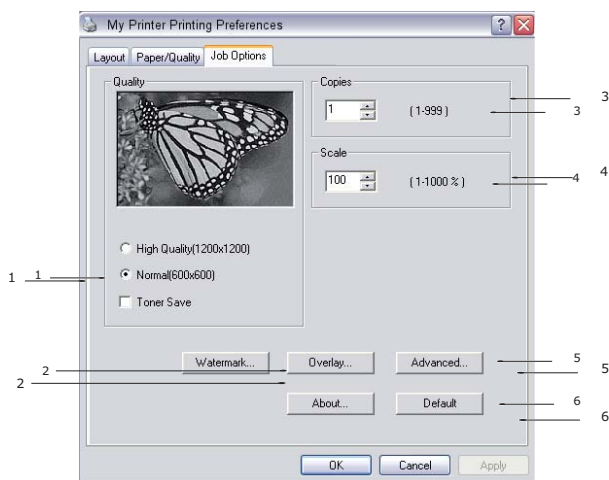 My Printer Printing Preferences
Layout Paper/Quality Job Options
Quality
High Quality(1200x1200)
Normal(600x600)
Toner Save
Copies
1 (1-999)
Scale
100 (1-1000 %)
3
3
4
4
1 1
Watermark... Overlay... Advanced...
2
2
5
5
About... Default
6
6
OK Cancel Apply